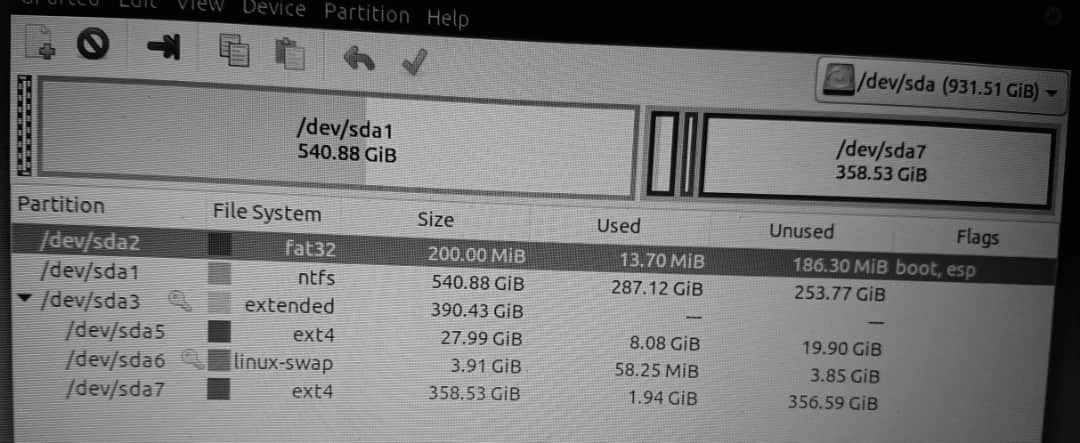 GParted Edit View Device Partition Help
/dev/sda (931.51 GiB)
/dev/sda1
540.88 GiB
/dev/sda7
358.53 GiB
Partition File System Size Used Unused Flags
/dev/sda2 fat32 200.00 MiB 13.70 MiB 186.30 MiB boot, esp
/dev/sda1 ntfs 540.88 GiB 287.12 GiB 253.77 GiB
/dev/sda3 extended 390.43 GiB — —
/dev/sda5 ext4 27.99 GiB 8.08 GiB 19.90 GiB
/dev/sda6 linux-swap 3.91 GiB 58.25 MiB 3.85 GiB
/dev/sda7 ext4 358.53 GiB 1.94 GiB 356.59 GiB